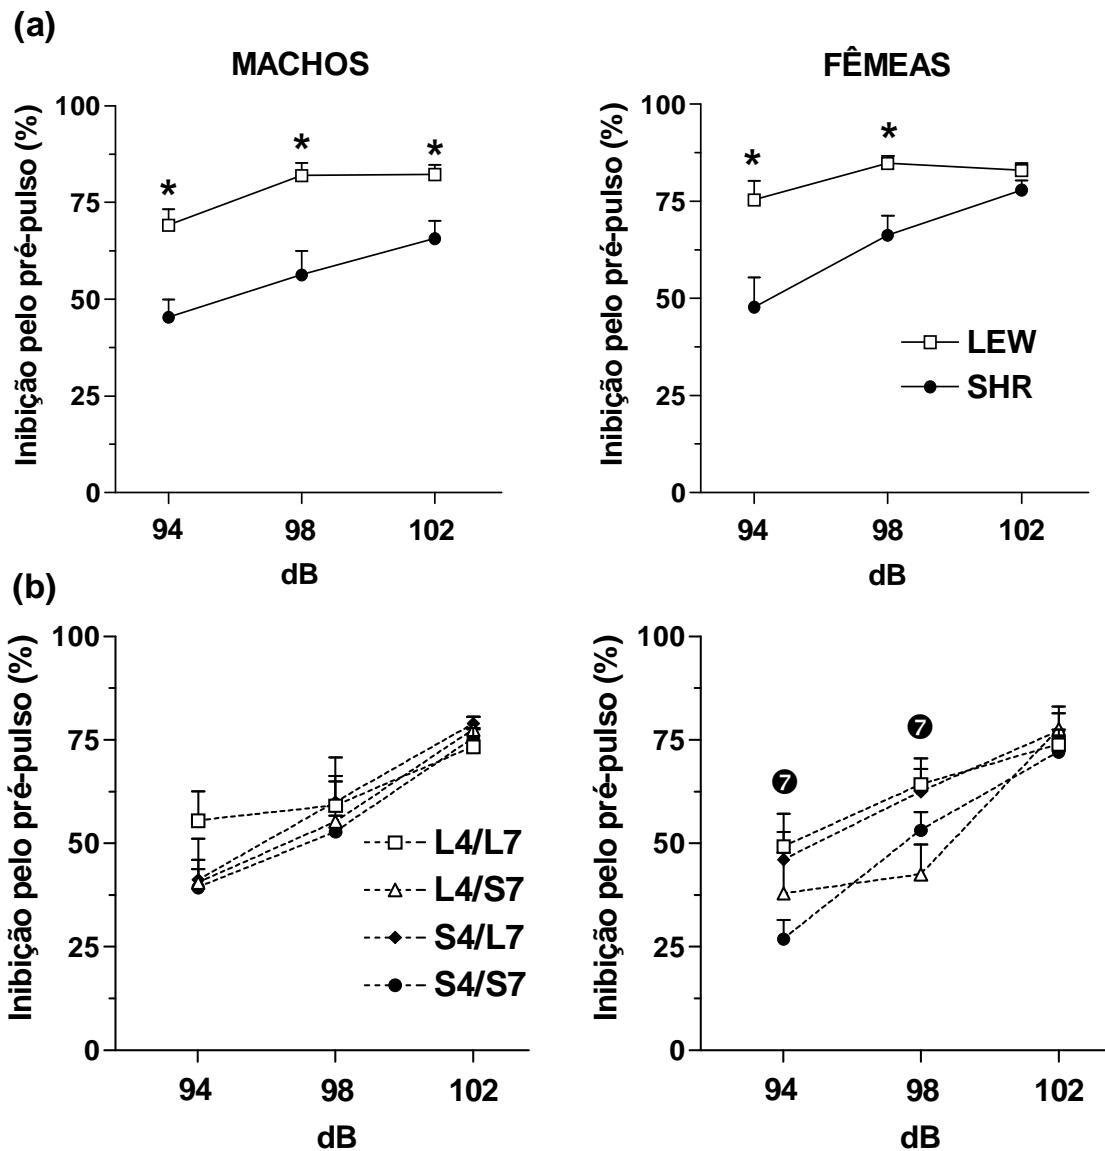 (a)
MACHOS
FÊMEAS
Inibição pelo pré-pulso (%)
100
75
50
25
0
* * *
94 98 102
dB
Inibição pelo pré-pulso (%)
100
75
50
25
0
* *
LEW
SHR
94 98 102
dB
(b)
Inibição pelo pré-pulso (%)
100
75
50
25
0
L4/L7
L4/S7
S4/L7
S4/S7
94 98 102
dB
Inibição pelo pré-pulso (%)
100
75
50
25
0
7 7
94 98 102
dB